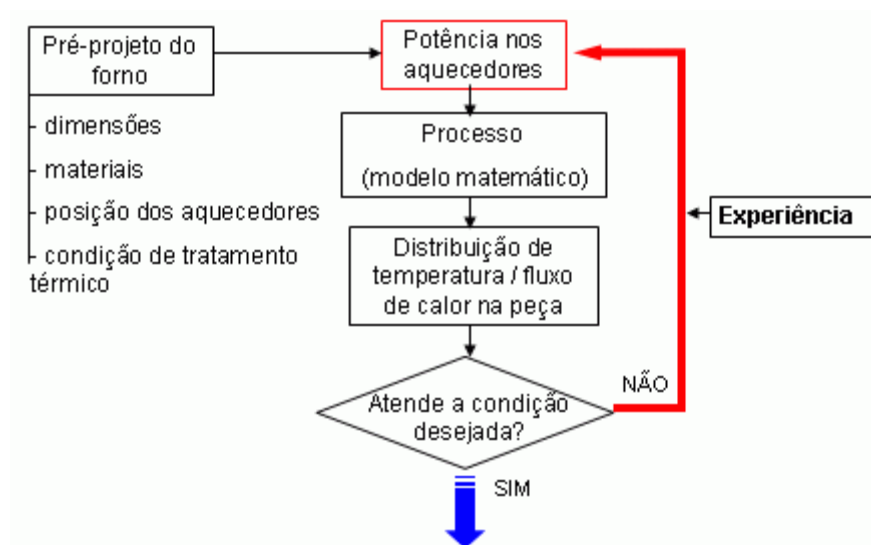 Pré-projeto do
forno
- dimensões
- materiais
- posição dos aquecedores
- condição de tratamento
térmico
Potência nos
aquecedores
Processo
(modelo matemático)
Distribuição de
temperatura / fluxo
de calor na peça
Atende a condição
desejada?
NÃO
Experiência
SIM